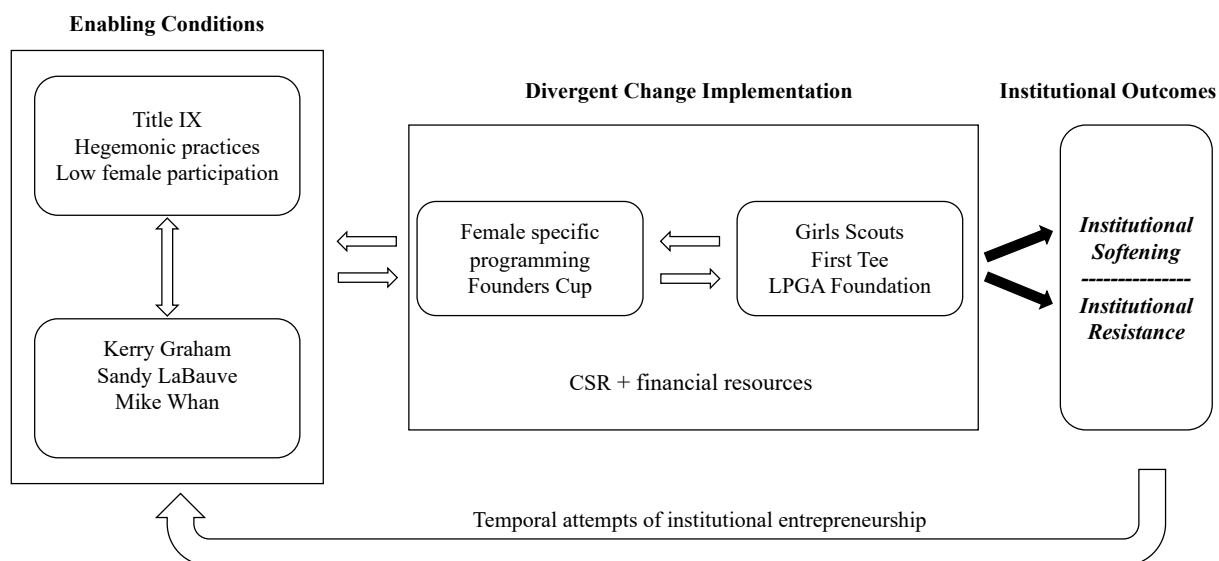 Enabling Conditions
Title IX
Hegemonic practices
Low female participation
Kerry Graham
Sandy LaBauve
Mike Whan
Divergent Change Implementation
Female specific
programming
Founders Cup
Girls Scouts
First Tee
LPGA Foundation
CSR + financial resources
Institutional Outcomes
Institutional
Softening
---------------
Institutional
Resistance
Temporal attempts of institutional entrepreneurship